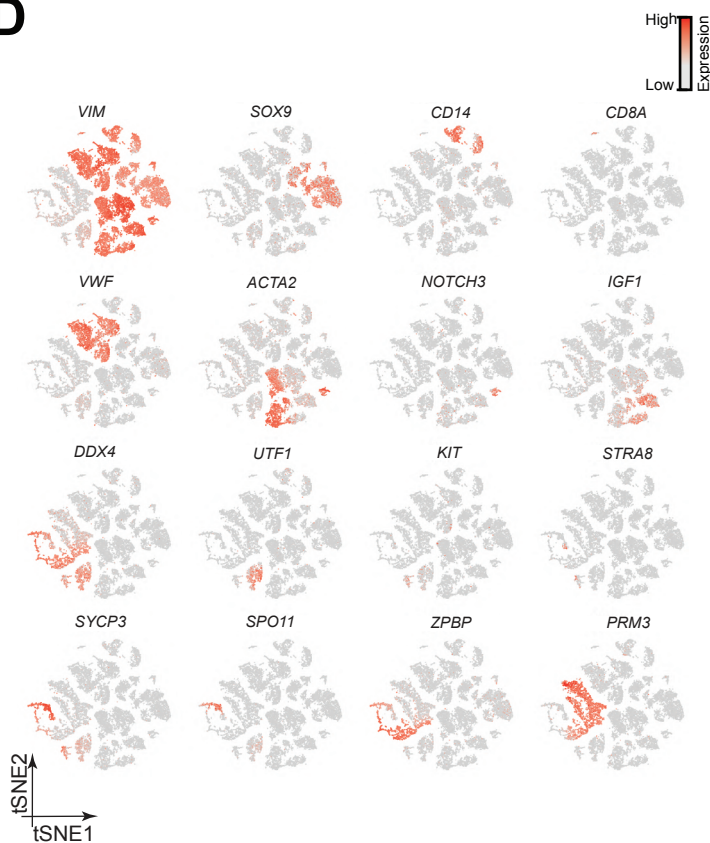 D
High
Low
Expression
VIM SOX9 CD14 CD8A
VWF ACTA2 NOTCH3 IGF1
DDX4 UTF1 KIT STRA8
SYCP3 SPO11 ZPBP PRM3
tSNE2
tSNE1